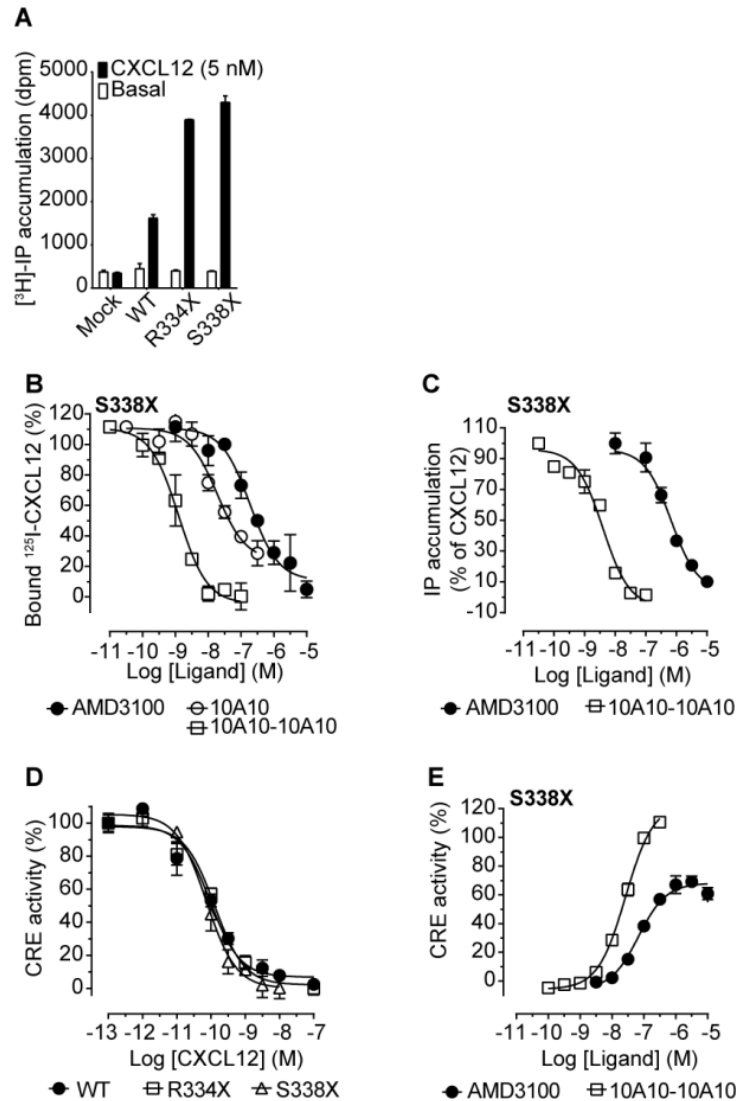 A
5000
4000
3000
2000
1000
0
[³H]-IP accumulation (dpm)
CXCL12 (5 nM)
Basal
Mock
WT
R334X
S338X
B
S338X
120
100
80
60
40
20
0
Bound ¹²⁵I-CXCL12 (%)
-11 -10 -9 -8 -7 -6 -5
Log [Ligand] (M)
AMD3100 10A10
10A10-10A10
C
S338X
110
90
70
50
30
10
-10
IP accumulation
(% of CXCL12)
-11 -10 -9 -8 -7 -6 -5
Log [Ligand] (M)
AMD3100 10A10-10A10
D
100
80
60
40
20
0
CRE activity (%)
-13 -12 -11 -10 -9 -8 -7
Log [CXCL12] (M)
WT R334X S338X
E
S338X
120
100
80
60
40
20
0
CRE activity (%)
-11 -10 -9 -8 -7 -6 -5
Log [Ligand] (M)
AMD3100 10A10-10A10